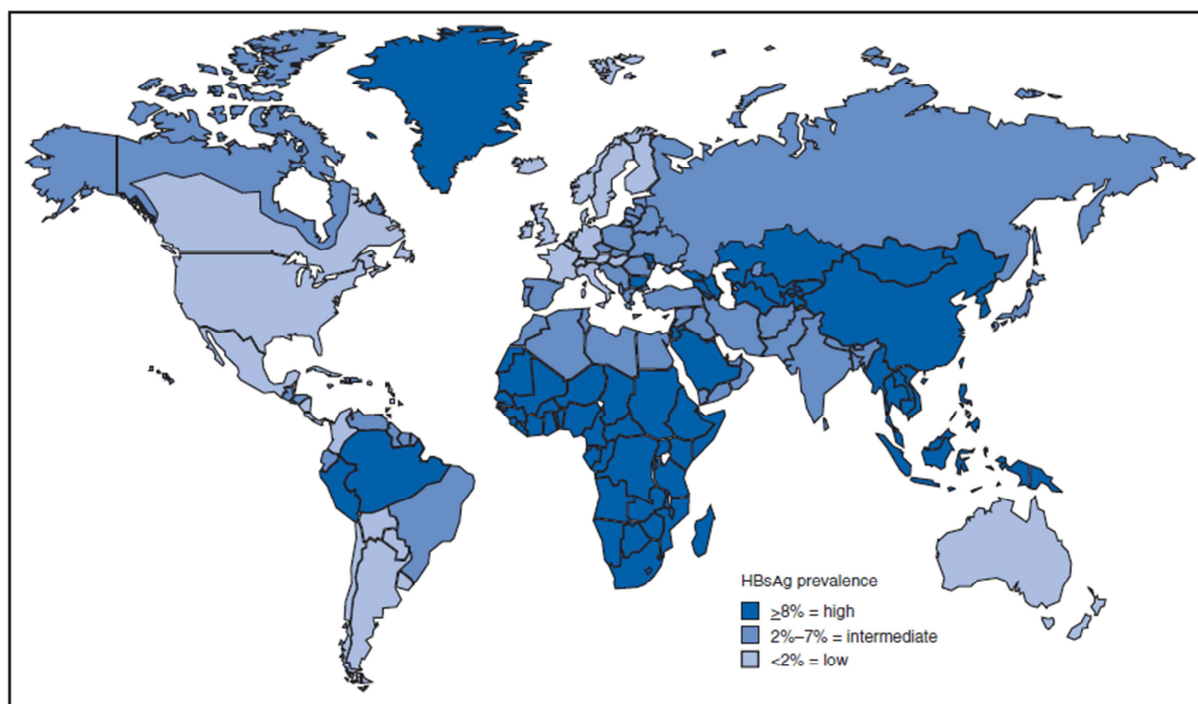 HBsAg prevalence
≥8% = high
2%–7% = intermediate
<2% = low